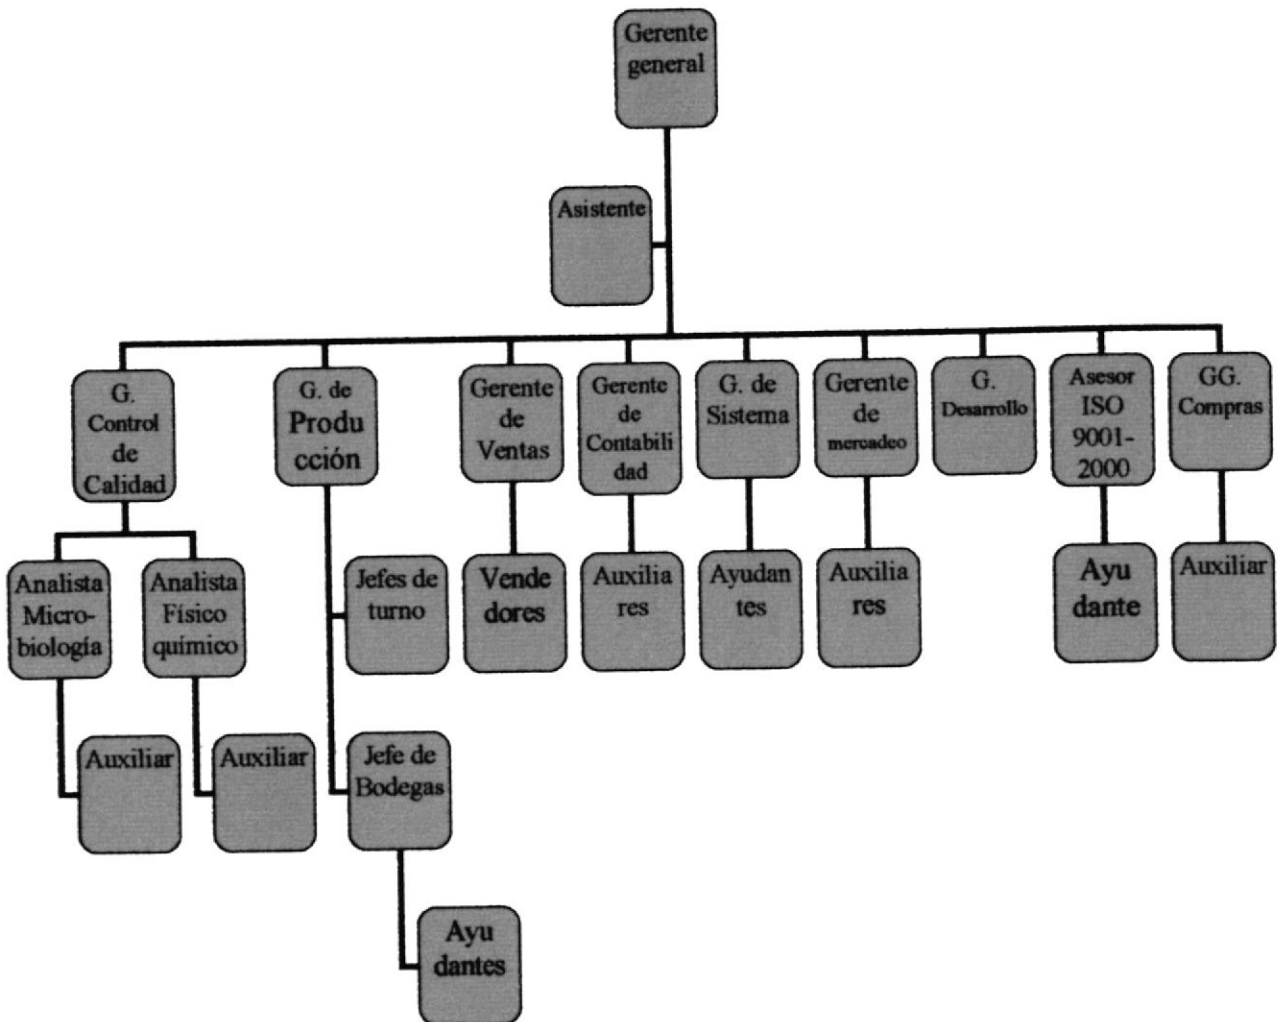 Gerente
general
Asistente
G.
Control
de
Calidad
G. de
Produ
cción
Gerente
de
Ventas
Gerente
de
Contabili
dad
G. de
Sistema
Gerente
de
mercadeo
G.
Desarrollo
Asesor
ISO
9001-
2000
GG.
Compras
Analista
Micro-
biología
Analista
Físico
químico
Jefes de
turno
Vende
dores
Auxilia
res
Ayudan
tes
Auxilia
res
Ayu
dante
Auxiliar
Auxiliar
Auxiliar
Jefe de
Bodegas
Ayu
dantes